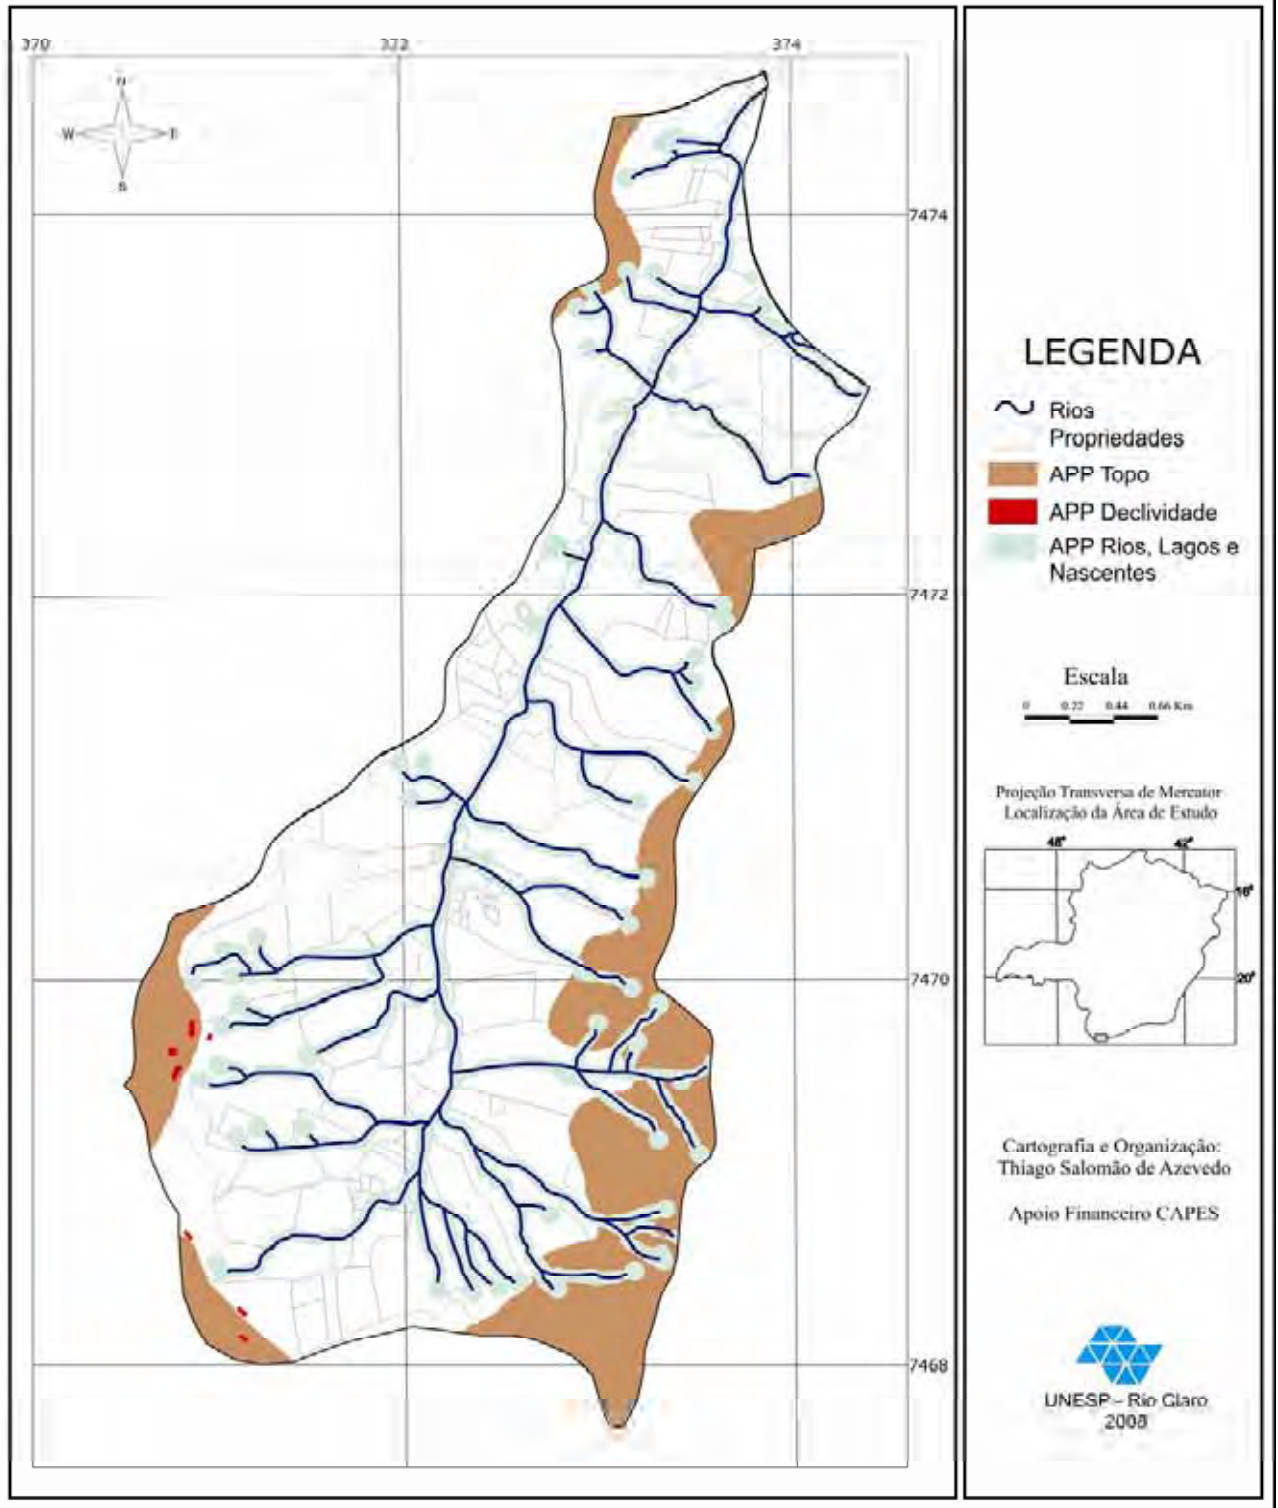 370
372
374
N
W
E
S
7474
7472
7470
7468
LEGENDA
Rios
Propriedades
APP Topo
APP Declividade
APP Rios, Lagos e
Nascentes
Escala
0 0.22 0.44 0.66 Km
Projeção Transversa de Mercator
Localização da Área de Estudo
48° 42°
16°
20°
Cartografia e Organização:
Thiago Salomão de Azevedo
Apoio Financeiro CAPES
UNESP - Rio Claro
2008